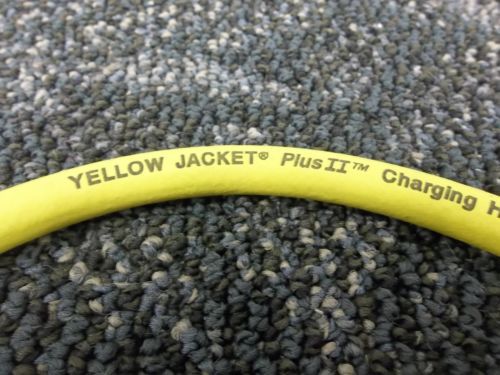 YELLOW JACKET® Plus II™ Charging H